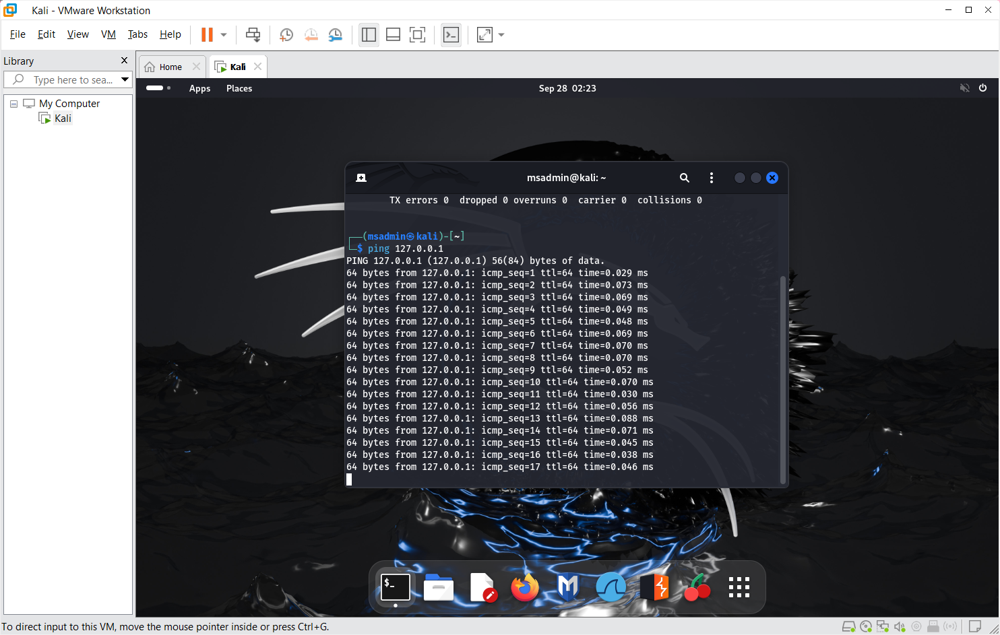 Kali - VMware Workstation
File Edit View VM Tabs Help
Library
Type here to sea...
My Computer
Kali
Home
Kali
Apps Places
Sep 28 02:23
msadmin@kali: ~
TX errors 0 dropped 0 overruns 0 carrier 0 collisions 0
┌──(msadmin㉿kali)-[~]
└─$ ping 127.0.0.1
PING 127.0.0.1 (127.0.0.1) 56(84) bytes of data.
64 bytes from 127.0.0.1: icmp_seq=1 ttl=64 time=0.029 ms
64 bytes from 127.0.0.1: icmp_seq=2 ttl=64 time=0.073 ms
64 bytes from 127.0.0.1: icmp_seq=3 ttl=64 time=0.069 ms
64 bytes from 127.0.0.1: icmp_seq=4 ttl=64 time=0.049 ms
64 bytes from 127.0.0.1: icmp_seq=5 ttl=64 time=0.048 ms
64 bytes from 127.0.0.1: icmp_seq=6 ttl=64 time=0.069 ms
64 bytes from 127.0.0.1: icmp_seq=7 ttl=64 time=0.070 ms
64 bytes from 127.0.0.1: icmp_seq=8 ttl=64 time=0.070 ms
64 bytes from 127.0.0.1: icmp_seq=9 ttl=64 time=0.052 ms
64 bytes from 127.0.0.1: icmp_seq=10 ttl=64 time=0.070 ms
64 bytes from 127.0.0.1: icmp_seq=11 ttl=64 time=0.030 ms
64 bytes from 127.0.0.1: icmp_seq=12 ttl=64 time=0.056 ms
64 bytes from 127.0.0.1: icmp_seq=13 ttl=64 time=0.088 ms
64 bytes from 127.0.0.1: icmp_seq=14 ttl=64 time=0.071 ms
64 bytes from 127.0.0.1: icmp_seq=15 ttl=64 time=0.045 ms
64 bytes from 127.0.0.1: icmp_seq=16 ttl=64 time=0.038 ms
64 bytes from 127.0.0.1: icmp_seq=17 ttl=64 time=0.046 ms
$_
To direct input to this VM, move the mouse pointer inside or press Ctrl+G.